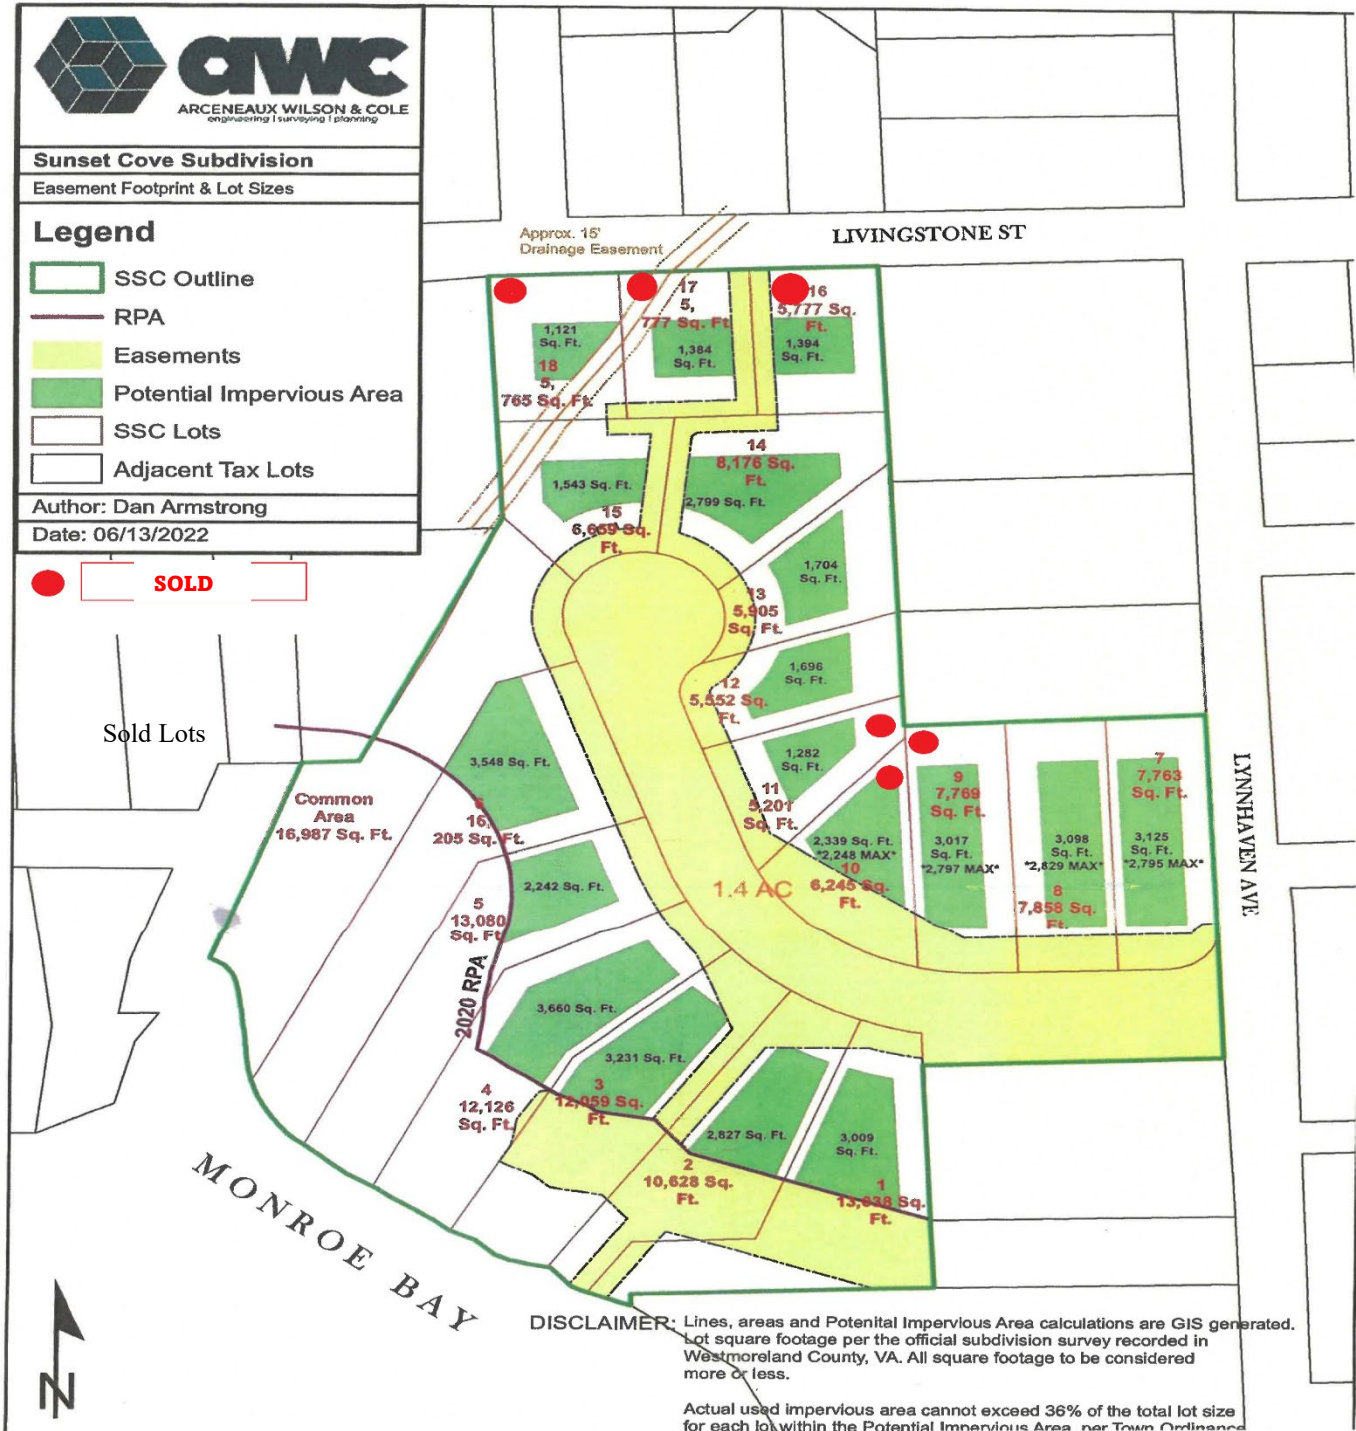 awc
ARCENEAUX WILSON & COLE
engineering | surveying | planning
Sunset Cove Subdivision
Easement Footprint & Lot Sizes
Legend
SSC Outline
RPA
Easements
Potential Impervious Area
SSC Lots
Adjacent Tax Lots
Author: Dan Armstrong
Date: 06/13/2022
SOLD
Sold Lots
Approx. 15'
Drainage Easement
LIVINGSTONE ST
1,121
Sq. Ft.
18
5,
765 Sq. Ft.
17
5,
777 Sq. Ft
1,384
Sq. Ft.
16
5,777 Sq.
Ft.
1,394
Sq. Ft.
14
8,176 Sq.
Ft.
2,799 Sq. Ft.
1,543 Sq. Ft.
15
6,659 Sq.
Ft.
1,704
Sq. Ft.
13
5,905
Sq. Ft.
1,696
Sq. Ft.
12
5,552 Sq.
Ft.
1,282
Sq. Ft.
11
5,201
Sq. Ft.
2,339 Sq. Ft.
*2,248 MAX*
10
6,245 Sq.
Ft.
9
7,769
Sq. Ft.
3,017
Sq. Ft.
*2,797 MAX*
3,098
Sq. Ft.
*2,829 MAX*
8
7,858 Sq.
Ft.
7
7,763
Sq. Ft.
3,125
Sq. Ft.
*2,795 MAX*
LYNNHAVEN AVE
1.4 AC
3,548 Sq. Ft.
Common
Area
16,987 Sq. Ft.
6
16,
205 Sq. Ft.
2,242 Sq. Ft.
5
13,080
Sq. Ft
2020 RPA
3,660 Sq. Ft.
3,231 Sq. Ft.
4
12,126
Sq. Ft.
3
12,059 Sq.
Ft.
2,827 Sq. Ft.
3,009
Sq. Ft.
2
10,628 Sq.
Ft.
1
13,038 Sq.
Ft.
MONROE BAY
N
DISCLAIMER: Lines, areas and Potenital Impervious Area calculations are GIS generated.
Lot square footage per the official subdivision survey recorded in
Westmoreland County, VA. All square footage to be considered
more or less.
Actual used impervious area cannot exceed 36% of the total lot size
for each lot within the Potential Impervious Area, per Town Ordinance